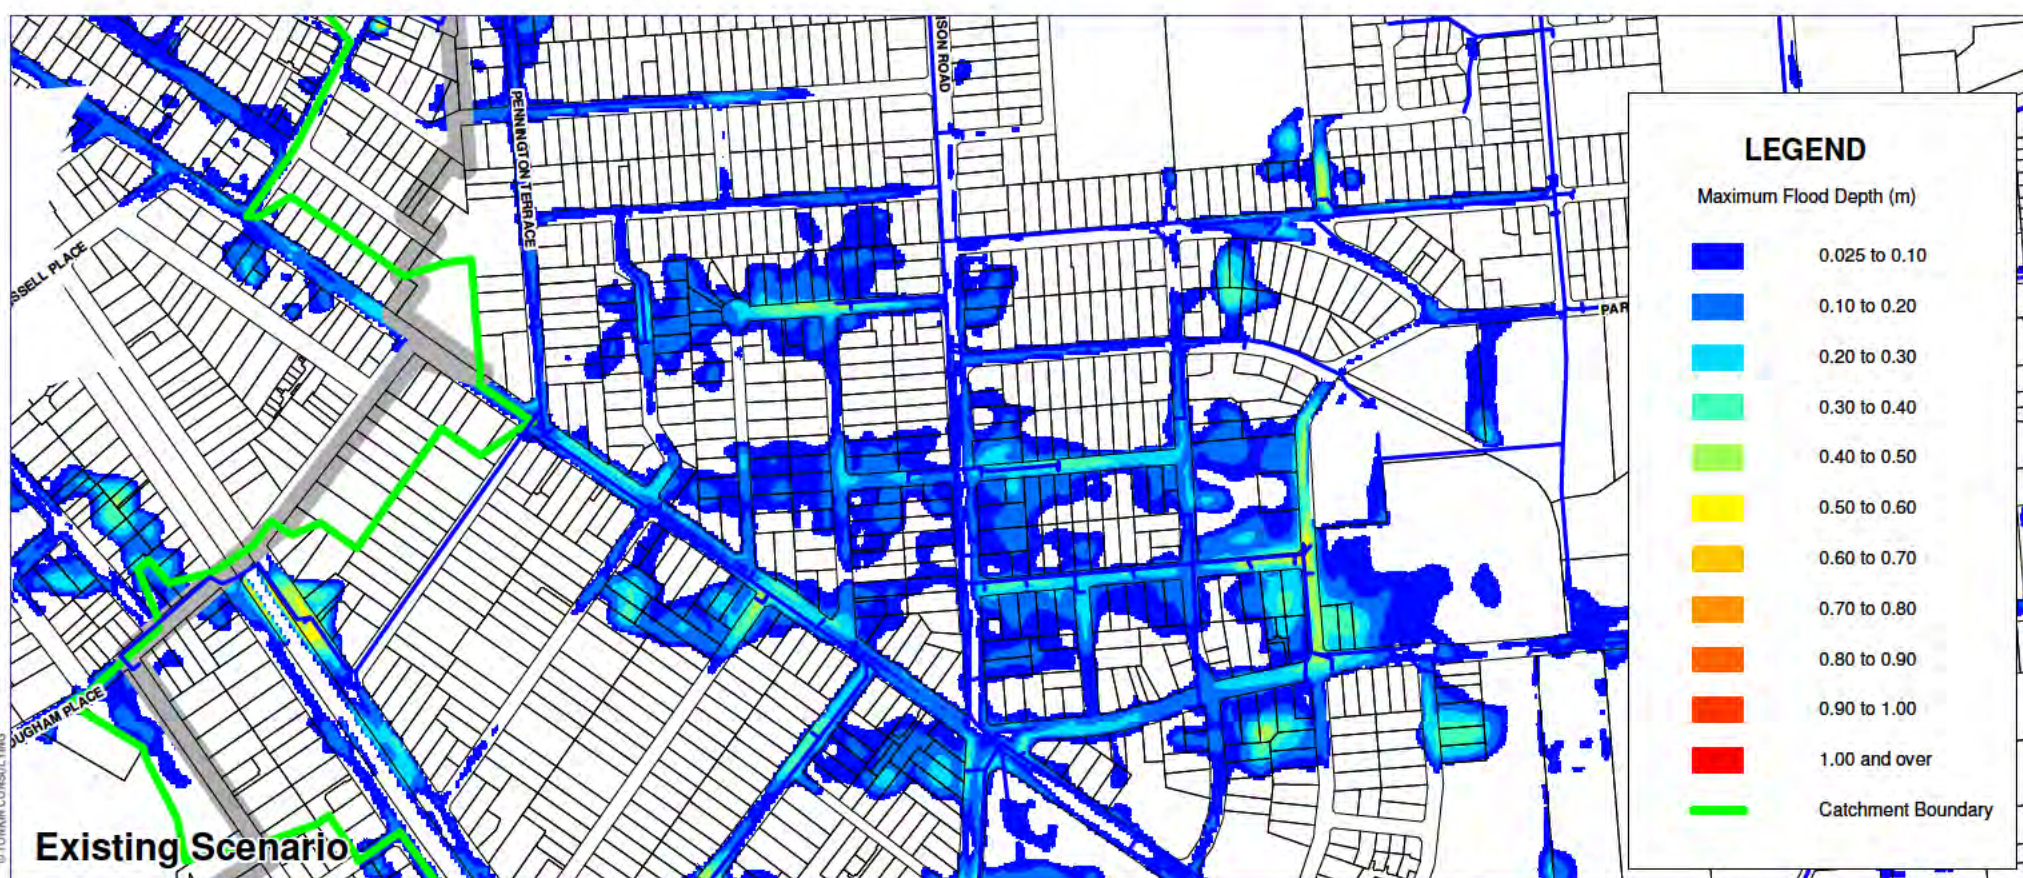 SON ROAD
PENNINGTON TERRACE
SSELL PLACE
PAR
OUGHAM PLACE
© TONKIN CONSULTING
Existing Scenario
LEGEND
Maximum Flood Depth (m)
0.025 to 0.10
0.10 to 0.20
0.20 to 0.30
0.30 to 0.40
0.40 to 0.50
0.50 to 0.60
0.60 to 0.70
0.70 to 0.80
0.80 to 0.90
0.90 to 1.00
1.00 and over
Catchment Boundary